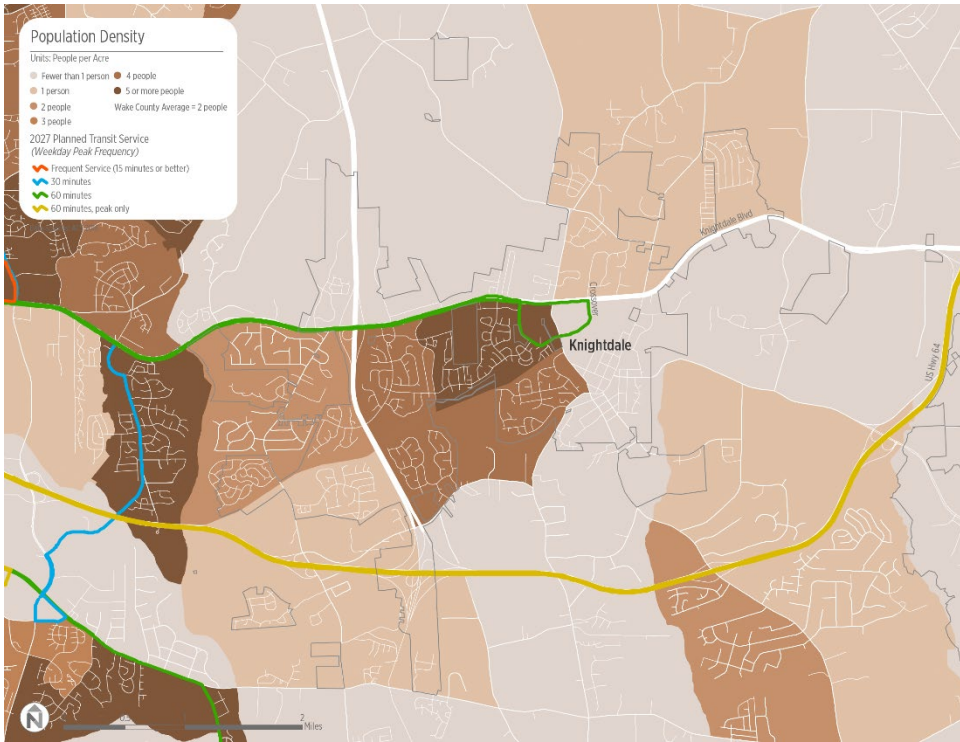 Population Density
Units: People per Acre
Fewer than 1 person
1 person
2 people
3 people
4 people
5 or more people
Wake County Average = 2 people
2027 Planned Transit Service
(Weekday Peak Frequency)
Frequent Service (15 minutes or better)
30 minutes
60 minutes
60 minutes, peak only
Knightdale Blvd
Crossover
Knightdale
US Hwy 64
N
2
Miles